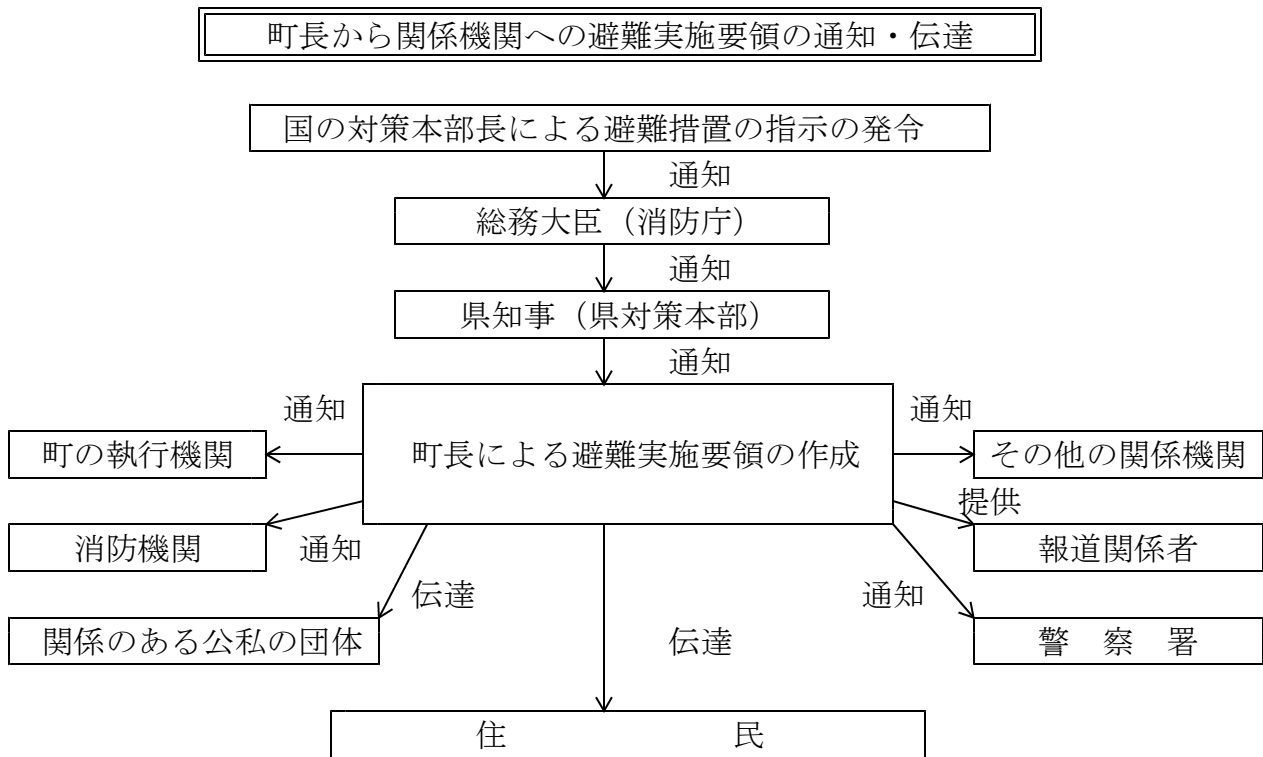 町長から関係機関への避難実施要領の通知・伝達
国の対策本部長による避難措置の指示の発令
通知
総務大臣（消防庁）
通知
県知事（県対策本部）
通知
通知
通知
町の執行機関
町長による避難実施要領の作成
その他の関係機関
提供
消防機関
通知
報道関係者
伝達
通知
関係のある公私の団体
伝達
警　察　署
住　　　　　　　民